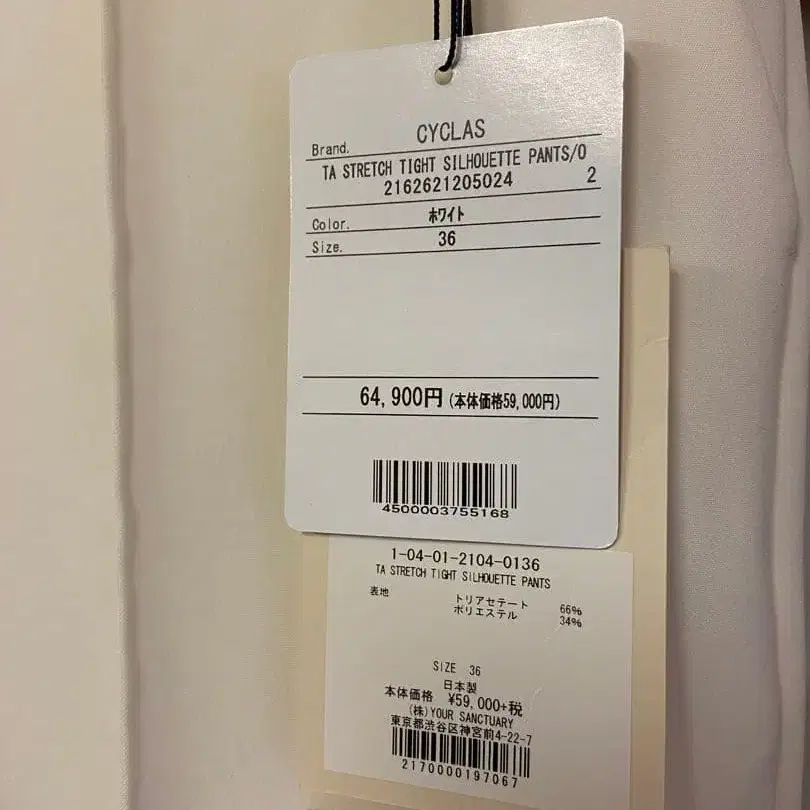 Brand. CYCLAS
TA STRETCH TIGHT SILHOUETTE PANTS/O
2162621205024 2
Color. ホワイト
Size. 36
64,900円(本体価格59,000円)
4500003755168
1-04-01-2104-0136
TA STRETCH TIGHT SILHOUETTE PANTS
表地 トリアセテート 66%
ポリエステル 34%
SIZE 36
日本製
本体価格 ¥59,000+税
(株)YOUR SANCTUARY
東京都渋谷区神宮前4-22-7
2170000197067